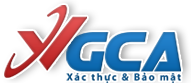 VGCA
Xác thực & Bảo mật